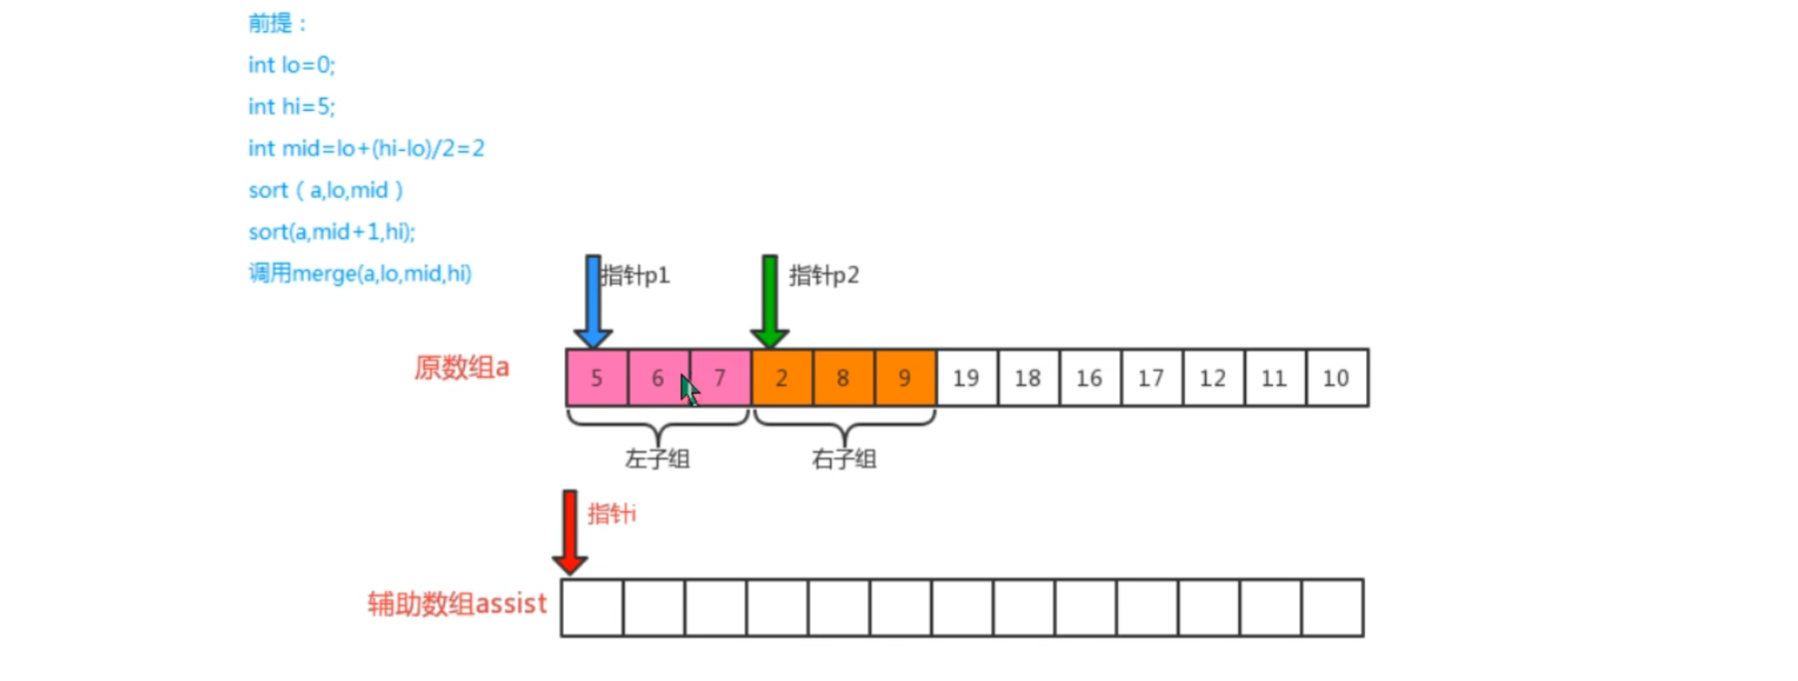 前提：
int lo=0;
int hi=5;
int mid=lo+(hi-lo)/2=2
sort（a,lo,mid）
sort(a,mid+1,hi);
调用merge(a,lo,mid,hi)
指针p1 指针p2
原数组a 5 6 7 2 8 9 19 18 16 17 12 11 10
左子组 右子组
指针i
辅助数组assist